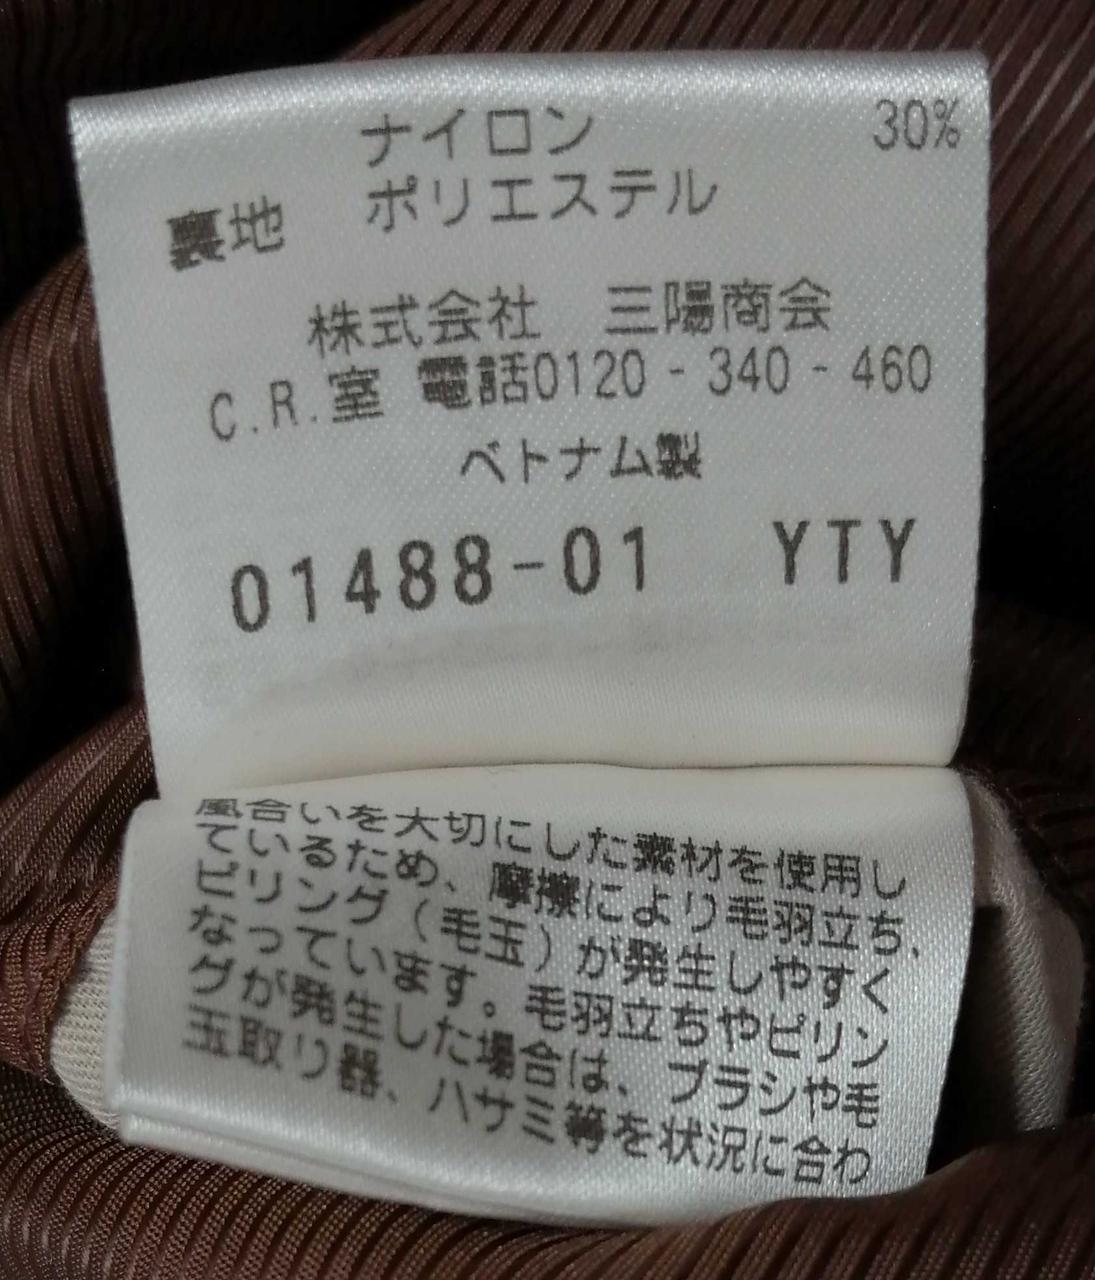 ナイロン 30%
裏地 ポリエステル
株式会社 三陽商会
C.R.室 電話0120-340-460
ベトナム製
01488-01 YTY
風合いを大切にした素材を使用し
ているため、摩擦により毛羽立ち、
ピリング(毛玉)が発生しやすく
なっています。毛羽立ちやピリン
グが発生した場合は、ブラシや毛
玉取り器、ハサミ等を状況に合わ